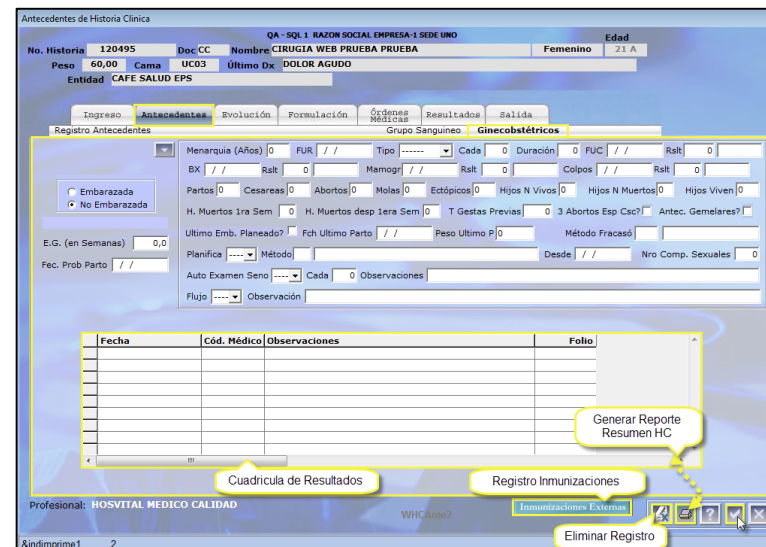 Antecedentes de Historia Clinica
QA - SQL 1 RAZON SOCIAL EMPRESA-1 SEDE UNO
Edad
No. Historia 120495 Doc CC Nombre CIRUGIA WEB PRUEBA PRUEBA Femenino 21 A
Peso 60,00 Cama UC03 Último Dx DOLOR AGUDO
Entidad CAFE SALUD EPS
Ingreso Antecedentes Evolución Formulación Órdenes Médicas Resultados Salida
Registro Antecedentes Grupo Sanguineo Ginecobstétricos
Menarquia (Años) 0 FUR / / Tipo ------ Cada 0 Duración 0 FUC / / Rslt 0
BX / / Rslt 0 Mamogr / / Rslt 0 Colpos / / Rslt 0
Embarazada
No Embarazada
Partos 0 Cesareas 0 Abortos 0 Molas 0 Ectópicos 0 Hijos N Vivos 0 Hijos N Muertos 0 Hijos Viven 0
H. Muertos 1ra Sem 0 H. Muertos desp 1era Sem 0 T Gestas Previas 0 3 Abortos Esp Csc? Antec. Gemelares?
Ultimo Emb. Planeado? Fch Ultimo Parto / / Peso Ultimo P 0 Método Fracasó
E.G. (en Semanas) 0,0
Planifica ---- Método Desde / / Nro Comp. Sexuales 0
Fec. Prob Parto / /
Auto Examen Seno ---- Cada 0 Observaciones
Flujo ---- Observación
Fecha Cód. Médico Observaciones Folio
Generar Reporte
Resumen HC
Cuadricula de Resultados
Registro Inmunizaciones
Profesional: HOSVITAL MEDICO CALIDAD
WHCAnte7
Inmunizaciones Externas
Eliminar Registro
&indimprime1 2